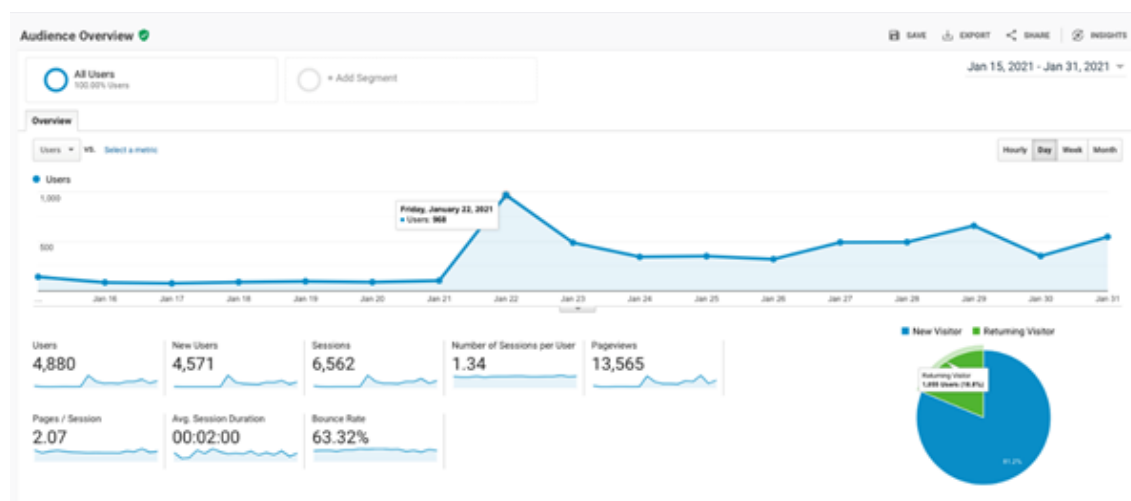 Audience Overview
SAVE EXPORT SHARE INSIGHTS
All Users
100.00% Users
+ Add Segment
Jan 15, 2021 - Jan 31, 2021
Overview
Users VS. Select a metric
Hourly Day Week Month
Users
1,000
500
Friday, January 22, 2021
Users: 968
... Jan 16 Jan 17 Jan 18 Jan 19 Jan 20 Jan 21 Jan 22 Jan 23 Jan 24 Jan 25 Jan 26 Jan 27 Jan 28 Jan 29 Jan 30 Jan 31
New Visitor Returning Visitor
Users
4,880
New Users
4,571
Sessions
6,562
Number of Sessions per User
1.34
Pageviews
13,565
Pages / Session
2.07
Avg. Session Duration
00:02:00
Bounce Rate
63.32%
Returning Visitor
Users (18.8%)
81.2%